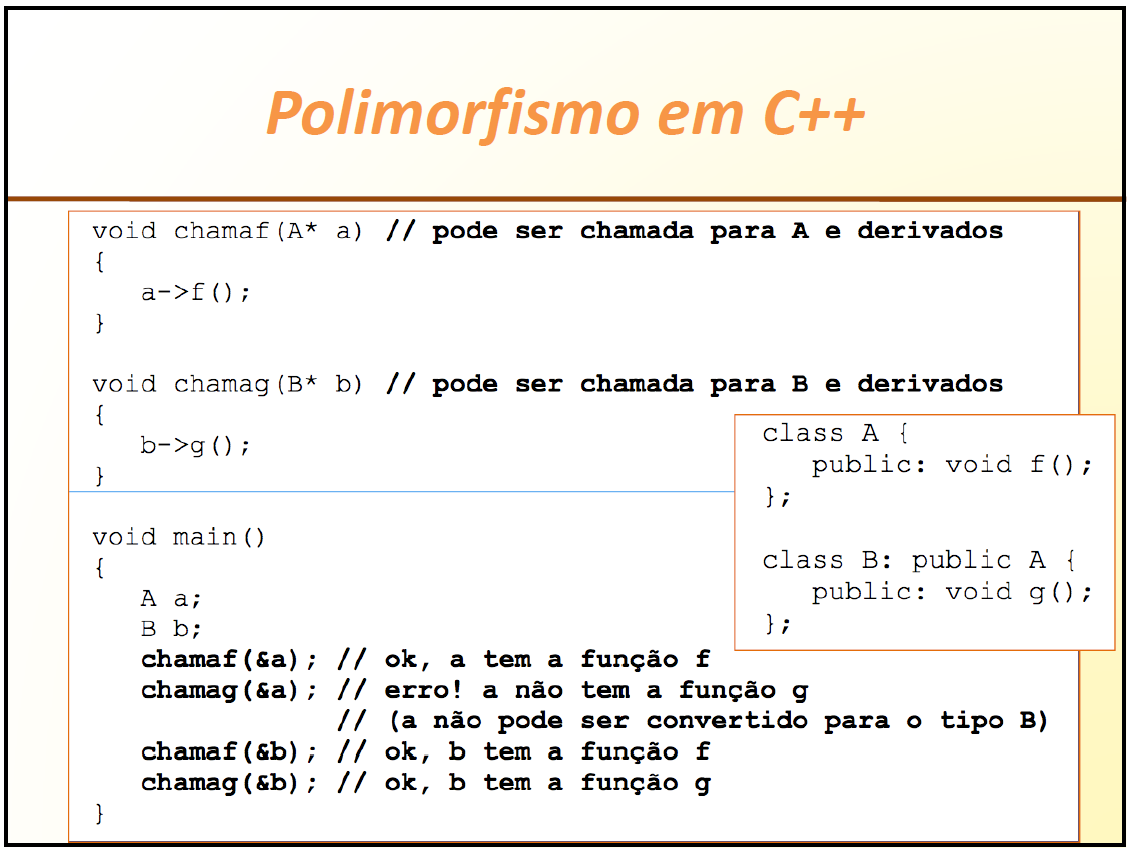 Polimorfismo em C++
void chamaf(A* a) // pode ser chamada para A e derivados
{
a->f();
}
void chamag(B* b) // pode ser chamada para B e derivados
{
b->g();
}
class A {
public: void f();
};
class B: public A {
public: void g();
};
void main()
{
A a;
B b;
chamaf(&a); // ok, a tem a função f
chamag(&a); // erro! a não tem a função g
// (a não pode ser convertido para o tipo B)
chamaf(&b); // ok, b tem a função f
chamag(&b); // ok, b tem a função g
}